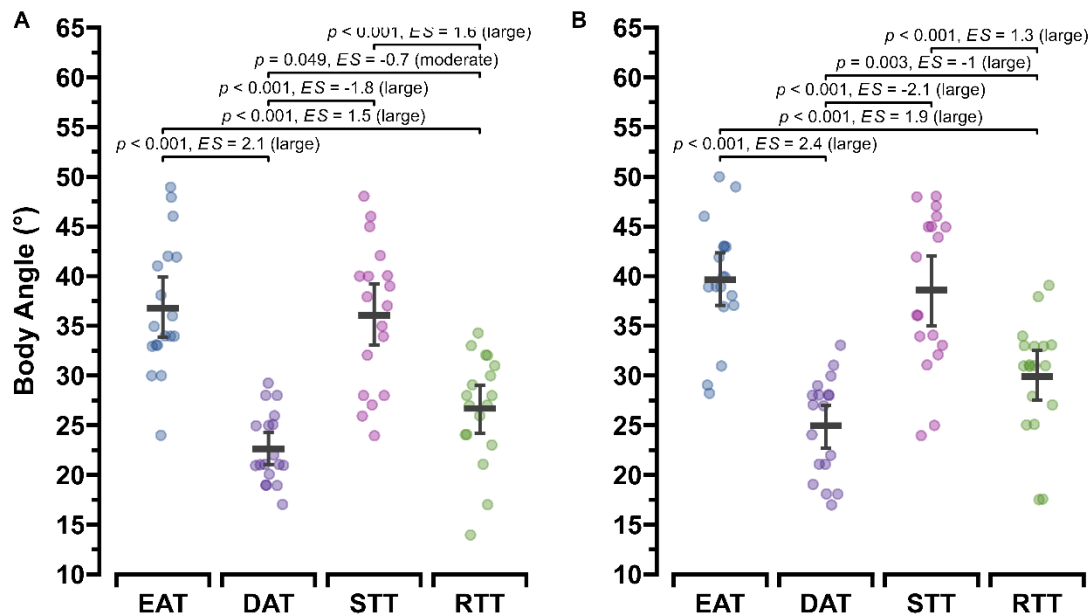 A
p < 0.001, ES = 1.6 (large)
p = 0.049, ES = -0.7 (moderate)
p < 0.001, ES = -1.8 (large)
p < 0.001, ES = 1.5 (large)
p < 0.001, ES = 2.1 (large)
Body Angle (°)
65
60
55
50
45
40
35
30
25
20
15
10
EAT DAT STT RTT
B
p < 0.001, ES = 1.3 (large)
p = 0.003, ES = -1 (large)
p < 0.001, ES = -2.1 (large)
p < 0.001, ES = 1.9 (large)
p < 0.001, ES = 2.4 (large)
65
60
55
50
45
40
35
30
25
20
15
10
EAT DAT STT RTT